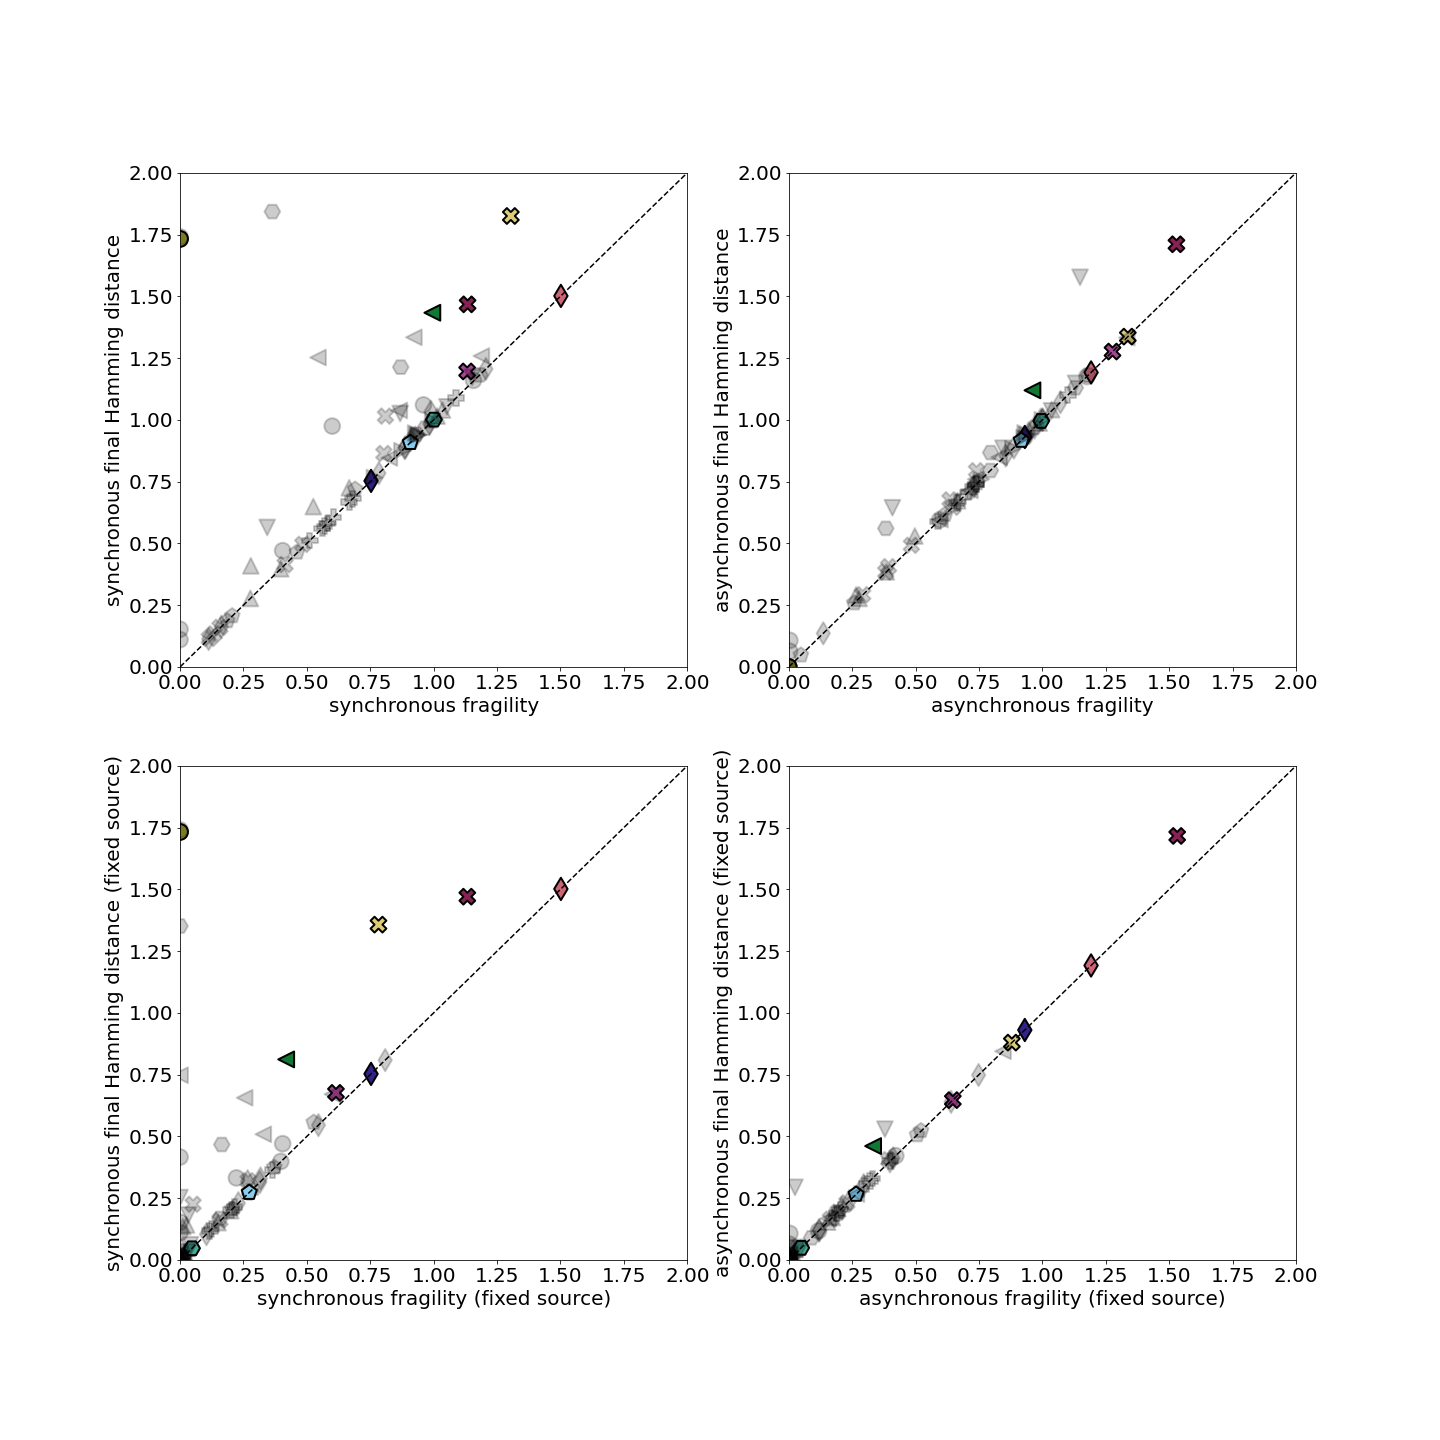 2.00 2.00
1.75 1.75
1.50 1.50
1.25 1.25
1.00 1.00
0.75 0.75
0.50 0.50
0.25 0.25
0.00 0.00
synchronous final Hamming distance
asynchronous final Hamming distance
0.00 0.25 0.50 0.75 1.00 1.25 1.50 1.75 2.00
0.00 0.25 0.50 0.75 1.00 1.25 1.50 1.75 2.00
synchronous fragility
asynchronous fragility
2.00 2.00
1.75 1.75
1.50 1.50
1.25 1.25
1.00 1.00
0.75 0.75
0.50 0.50
0.25 0.25
0.00 0.00
synchronous final Hamming distance (fixed source)
asynchronous final Hamming distance (fixed source)
0.00 0.25 0.50 0.75 1.00 1.25 1.50 1.75 2.00
0.00 0.25 0.50 0.75 1.00 1.25 1.50 1.75 2.00
synchronous fragility (fixed source)
asynchronous fragility (fixed source)